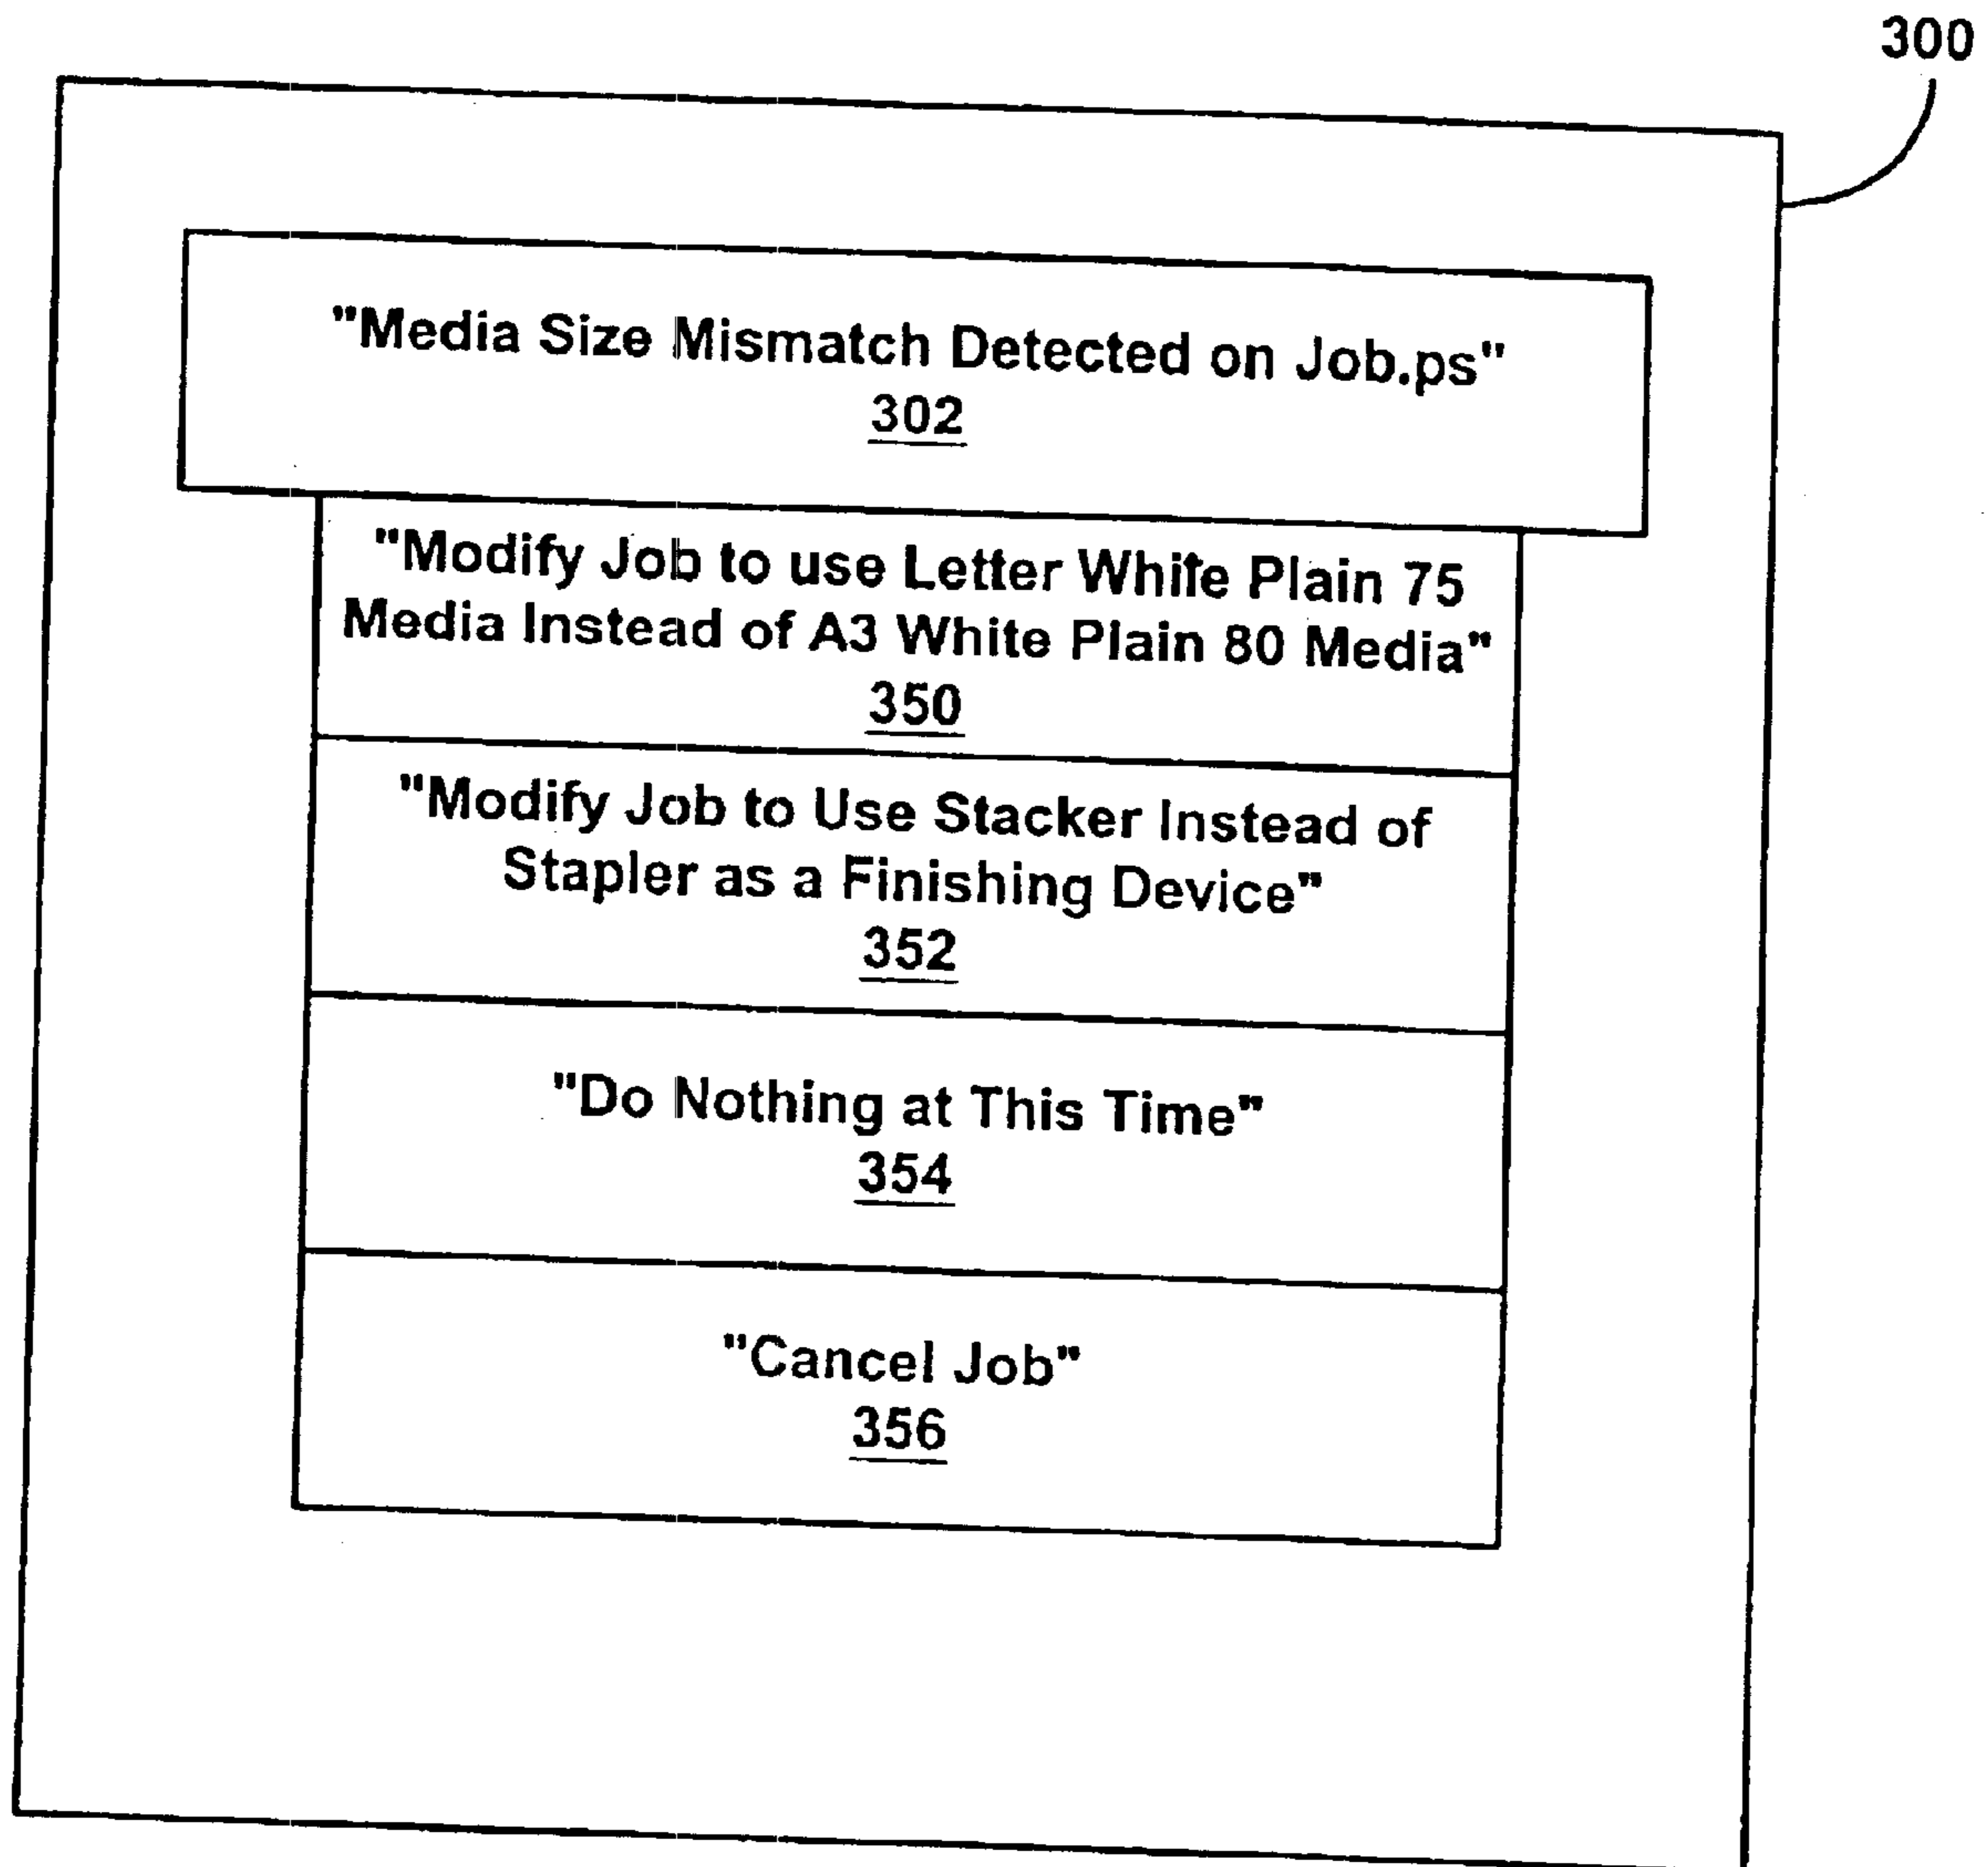 300
"Media Size Mismatch Detected on Job.ps"
302
"Modify Job to use Letter White Plain 75
Media Instead of A3 White Plain 80 Media"
350
"Modify Job to Use Stacker Instead of
Stapler as a Finishing Device"
352
"Do Nothing at This Time"
354
"Cancel Job"
356